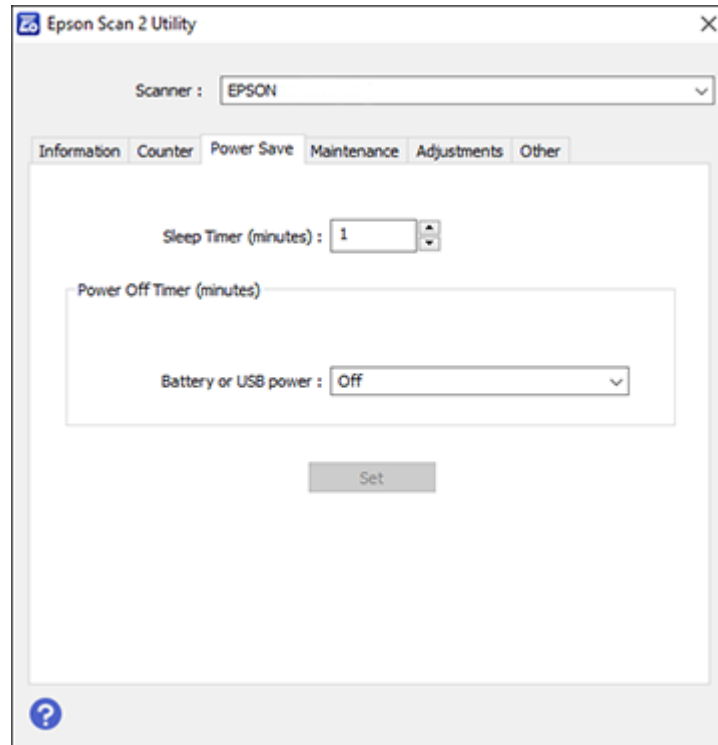 Epson Scan 2 Utility
Scanner : EPSON
Information Counter Power Save Maintenance Adjustments Other
Sleep Timer (minutes) : 1
Power Off Timer (minutes)
Battery or USB power : Off
Set
?